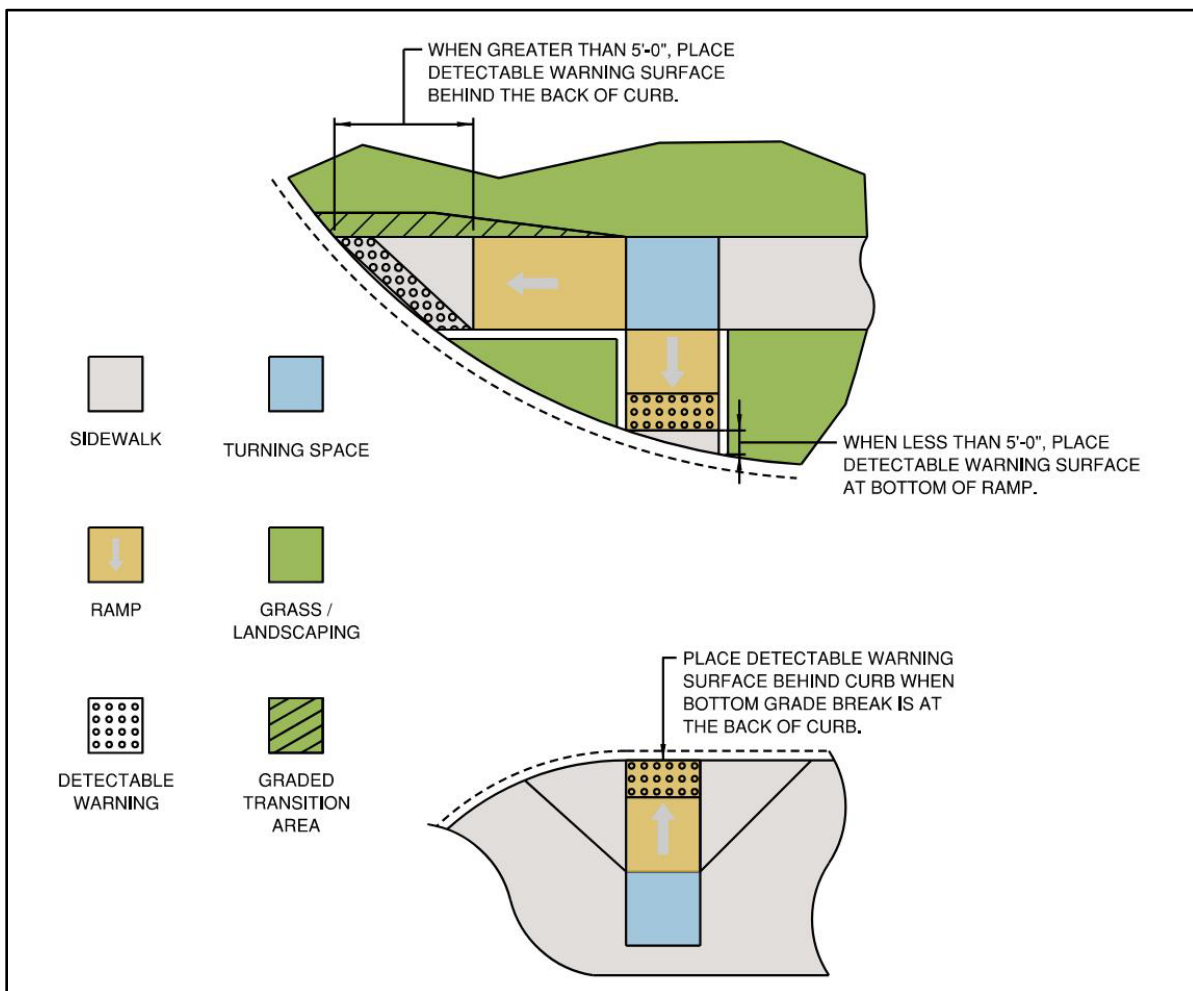 WHEN GREATER THAN 5'-0", PLACE
DETECTABLE WARNING SURFACE
BEHIND THE BACK OF CURB.
SIDEWALK
TURNING SPACE
WHEN LESS THAN 5'-0", PLACE
DETECTABLE WARNING SURFACE
AT BOTTOM OF RAMP.
RAMP
GRASS /
LANDSCAPING
PLACE DETECTABLE WARNING
SURFACE BEHIND CURB WHEN
BOTTOM GRADE BREAK IS AT
THE BACK OF CURB.
DETECTABLE
WARNING
GRADED
TRANSITION
AREA